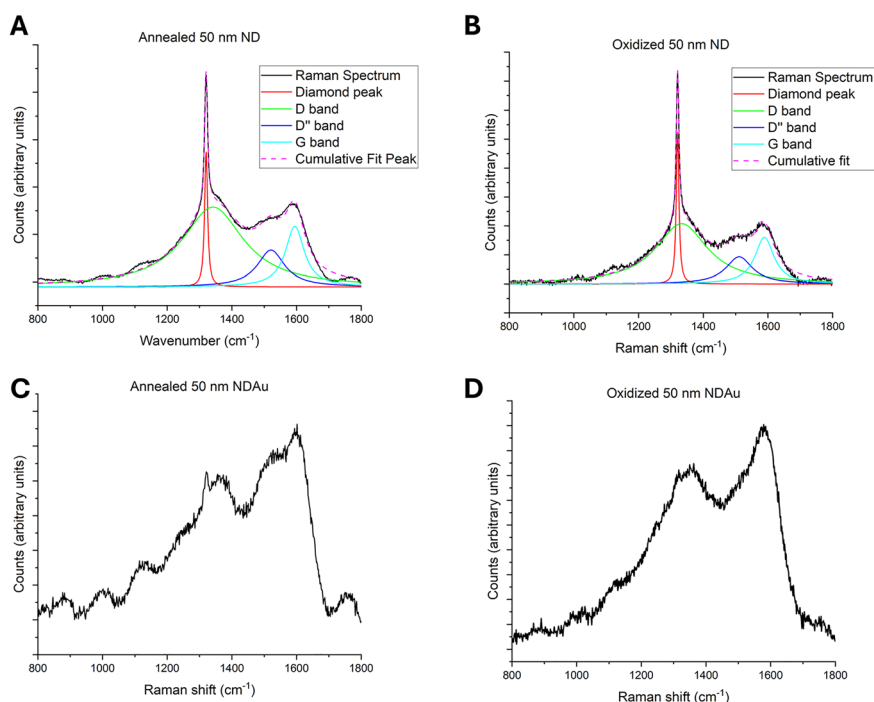 A
Annealed 50 nm ND
Counts (arbitrary units)
Raman Spectrum
Diamond peak
D band
D" band
G band
Cumulative Fit Peak
800 1000 1200 1400 1600 1800
Wavenumber (cm-1)
B
Oxidized 50 nm ND
Counts (arbitrary units)
Raman Spectrum
Diamond peak
D band
D" band
G band
Cumulative fit
800 1000 1200 1400 1600 1800
Raman shift (cm-1)
C
Annealed 50 nm NDAu
Counts (arbitrary units)
800 1000 1200 1400 1600 1800
Raman shift (cm-1)
D
Oxidized 50 nm NDAu
Counts (arbitrary units)
800 1000 1200 1400 1600 1800
Raman shift (cm-1)